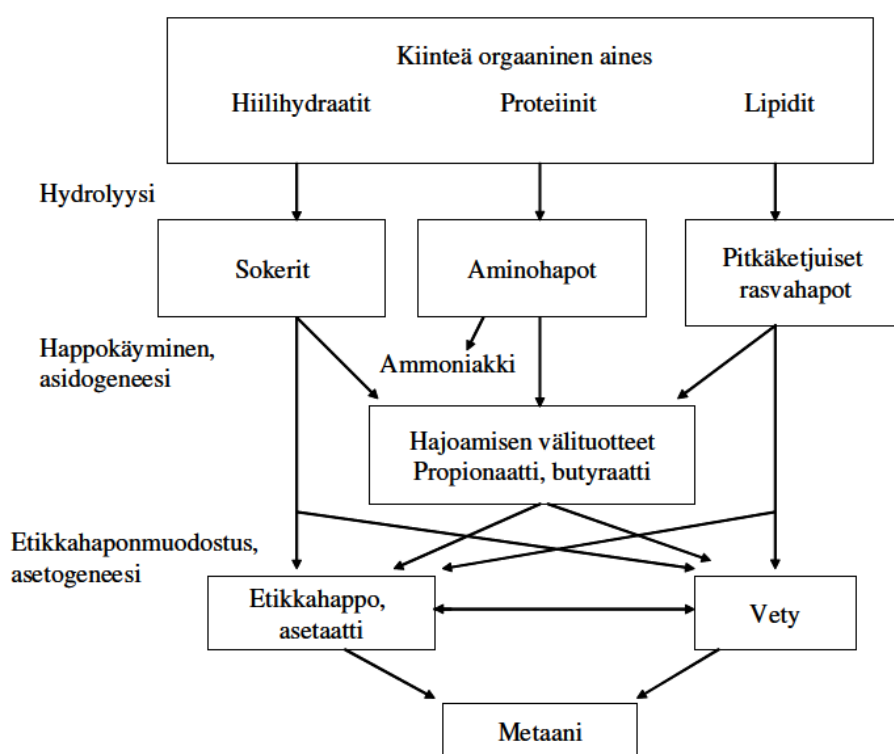 Kiinteä orgaaninen aines
Hiilihydraatit Proteiinit Lipidit
Hydrolyysi
Sokerit
Aminohapot
Pitkäketjuiset
rasvahapot
Happokäyminen,
asidogeneesi
Ammoniakki
Hajoamisen välituotteet
Propionaatti, butyraatti
Etikkahaponmuodostus,
asetogeneesi
Etikkahappo,
asetaatti
Vety
Metaani